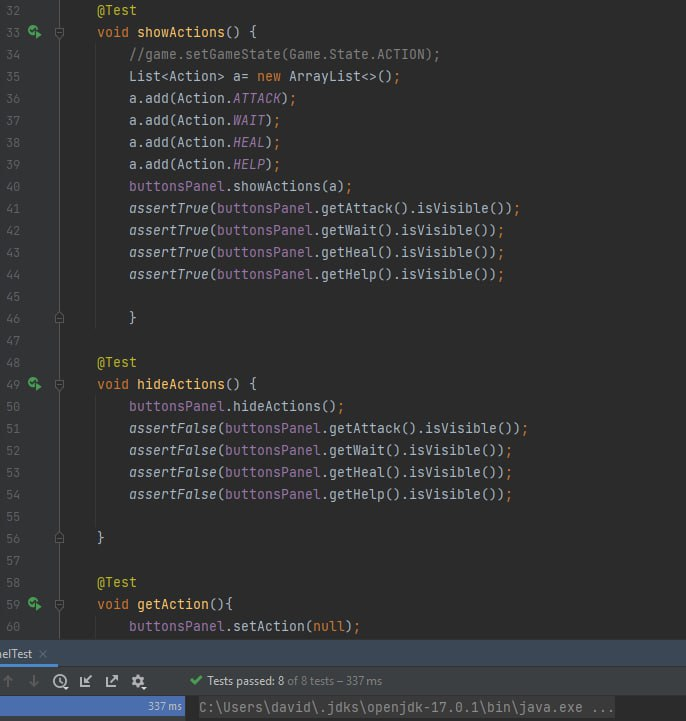 32 @Test
33 void showActions() {
34 //game.setGameState(Game.State.ACTION);
35 List<Action> a= new ArrayList<>();
36 a.add(Action.ATTACK);
37 a.add(Action.WAIT);
38 a.add(Action.HEAL);
39 a.add(Action.HELP);
40 buttonsPanel.showActions(a);
41 assertTrue(buttonsPanel.getAttack().isVisible());
42 assertTrue(buttonsPanel.getWait().isVisible());
43 assertTrue(buttonsPanel.getHeal().isVisible());
44 assertTrue(buttonsPanel.getHelp().isVisible());
45
46 }
47
48 @Test
49 void hideActions() {
50 buttonsPanel.hideActions();
51 assertFalse(buttonsPanel.getAttack().isVisible());
52 assertFalse(buttonsPanel.getWait().isVisible());
53 assertFalse(buttonsPanel.getHeal().isVisible());
54 assertFalse(buttonsPanel.getHelp().isVisible());
55
56 }
57
58 @Test
59 void getAction(){
60 buttonsPanel.setAction(null);
nelTest
Tests passed: 8 of 8 tests – 337 ms
337 ms C:\Users\david\.jdks\openjdk-17.0.1\bin\java.exe ...